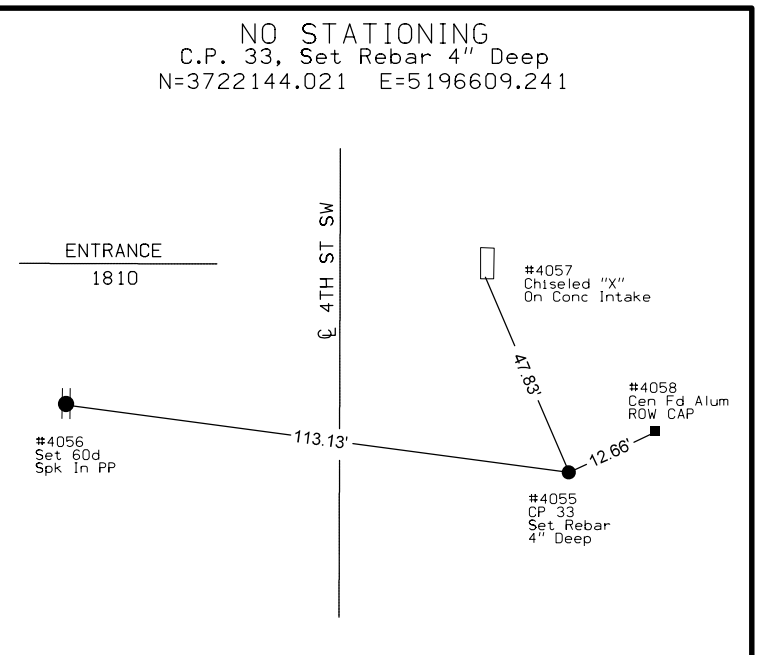 NO STATIONING
C.P. 33, Set Rebar 4" Deep
N=3722144.021 E=5196609.241
℄ 4TH ST SW
ENTRANCE
1810
#4057
Chiseled "X"
On Conc Intake
47.83'
#4058
Cen Fd Alum
ROW CAP
#4056
Set 60d
Spk In PP
113.13'
12.66'
#4055
CP 33
Set Rebar
4" Deep